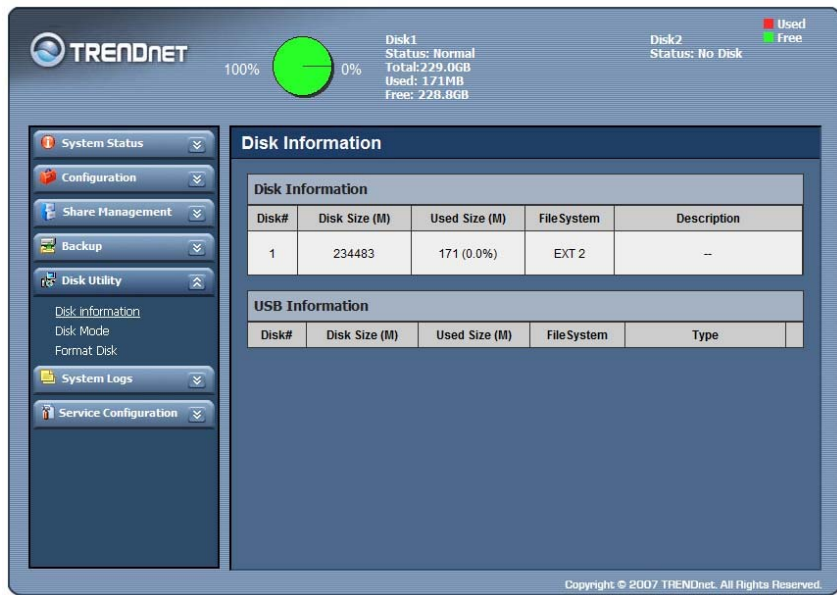 TRENDnet
100%
0%
Disk1
Status: Normal
Total:229.0GB
Used: 171MB
Free: 228.8GB
Disk2
Status: No Disk
Used
Free
System Status
Configuration
Share Management
Backup
Disk Utility
Disk information
Disk Mode
Format Disk
System Logs
Service Configuration
Disk Information
Disk Information
Disk# Disk Size (M) Used Size (M) FileSystem Description
1 234483 171 (0.0%) EXT 2 --
USB Information
Disk# Disk Size (M) Used Size (M) FileSystem Type
Copyright © 2007 TRENDnet. All Rights Reserved.